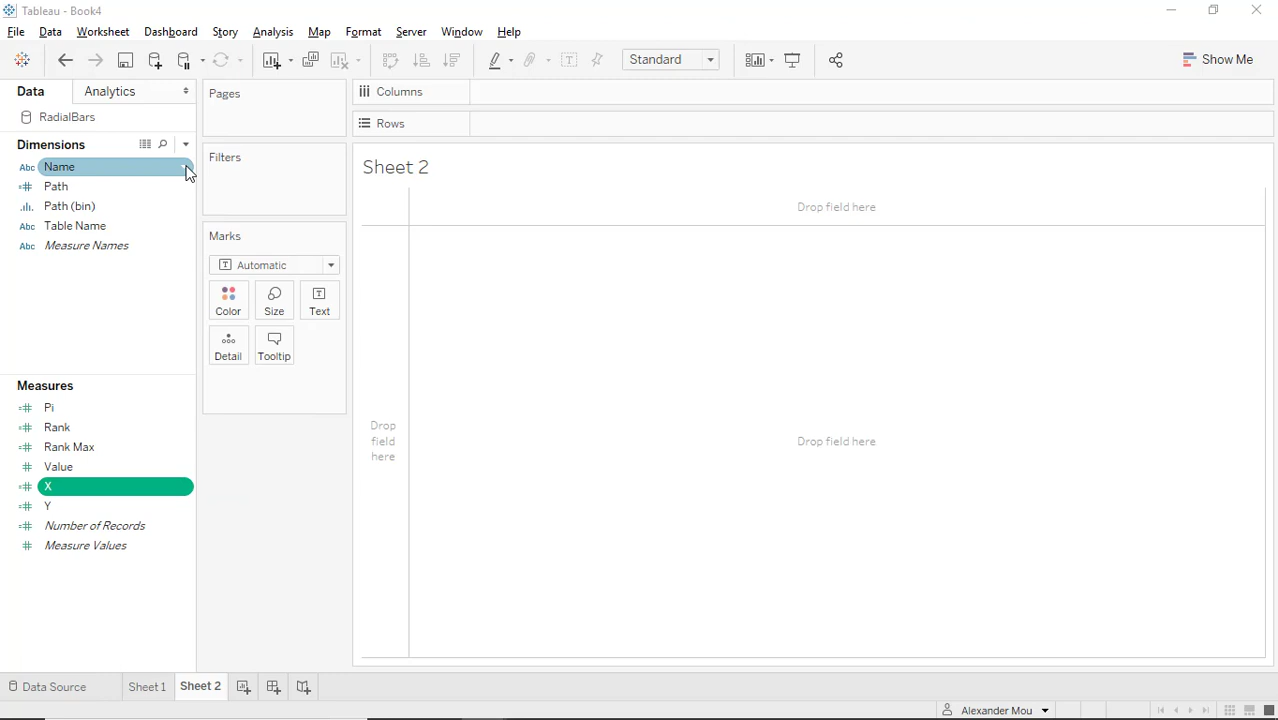 Tableau - Book4
File Data Worksheet Dashboard Story Analysis Map Format Server Window Help
Standard
Show Me
Data Analytics
Pages
Columns
RadialBars
Rows
Dimensions
Filters
Abc Name
Sheet 2
Path
Path (bin)
Drop field here
Abc Table Name
Marks
Abc Measure Names
Automatic
Color Size Text
Detail Tooltip
Measures
Pi
Rank
Rank Max
Value
X
Y
Number of Records
Measure Values
Drop
field
here
Drop field here
Data Source Sheet 1 Sheet 2
Alexander Mou